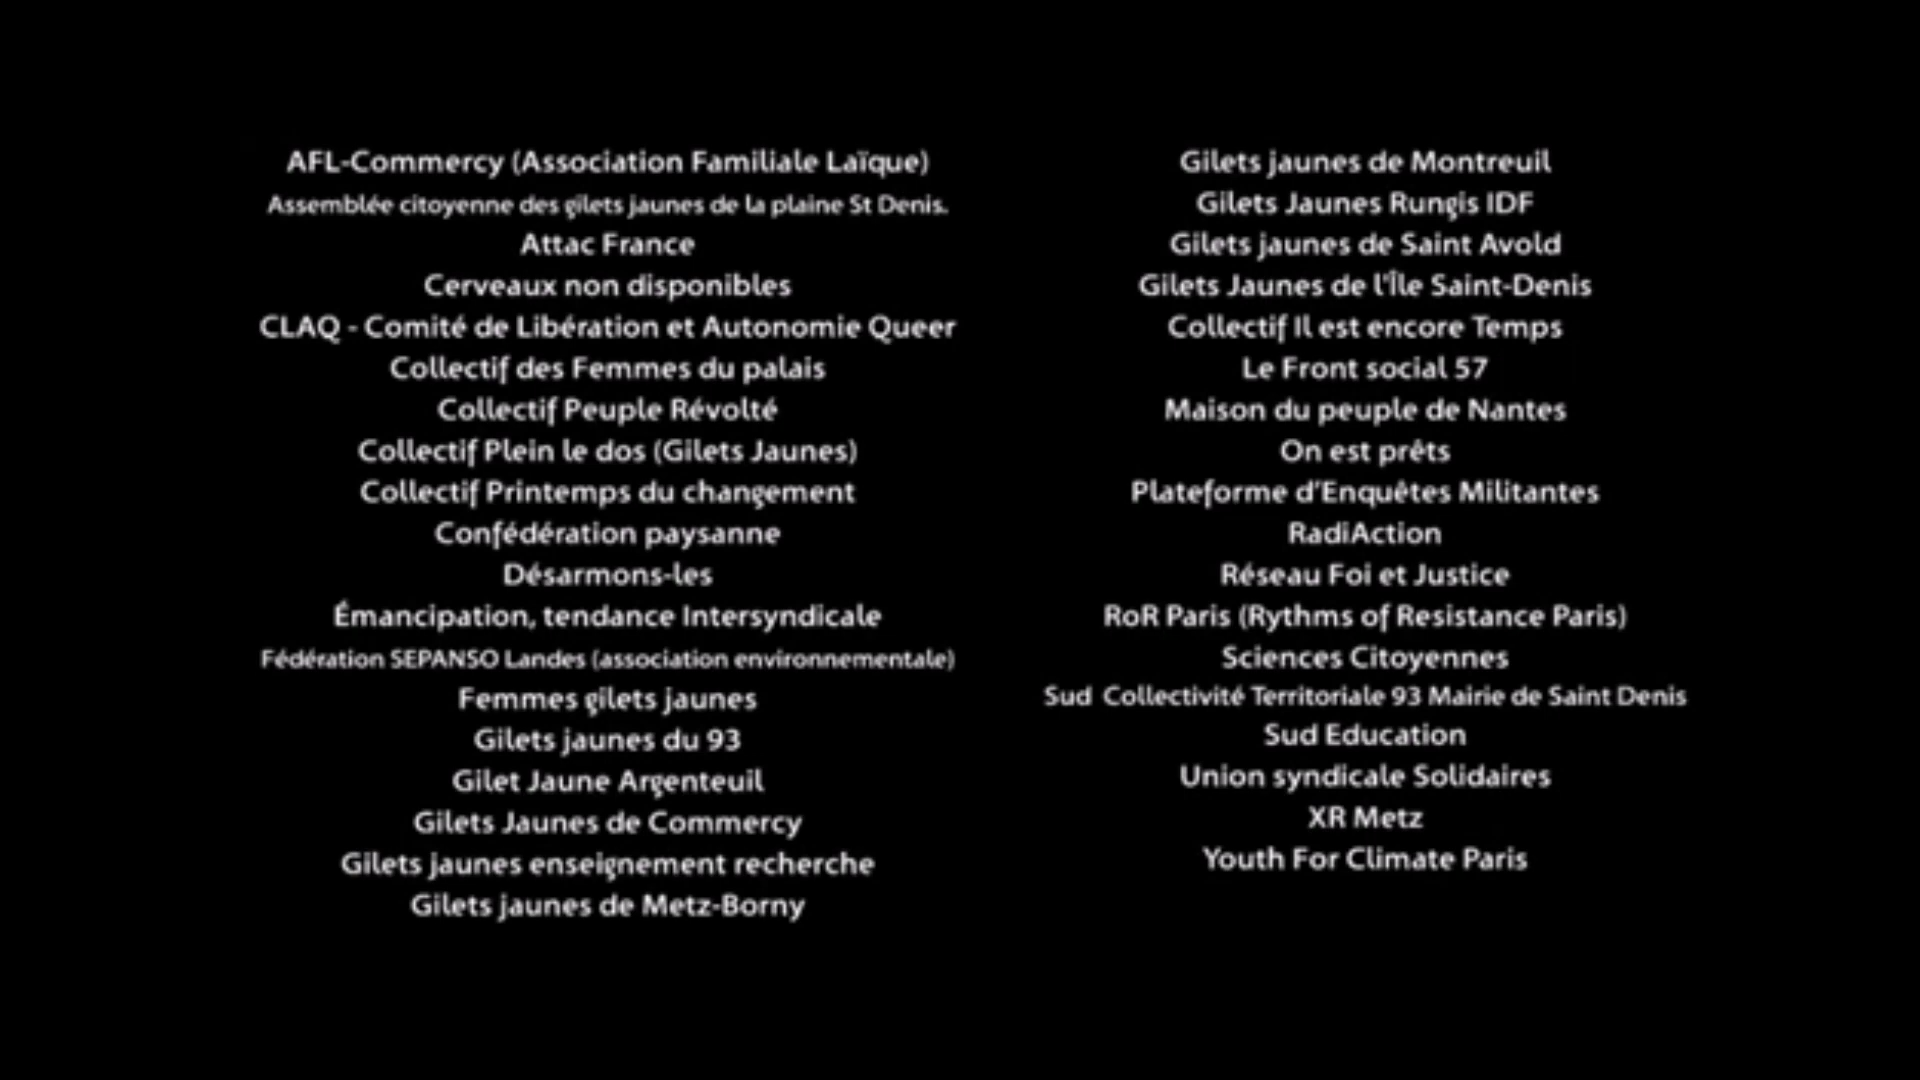 AFL-Commercy (Association Familiale Laïque)
Assemblée citoyenne des gilets jaunes de la plaine St Denis.
Attac France
Cerveaux non disponibles
CLAQ - Comité de Libération et Autonomie Queer
Collectif des Femmes du palais
Collectif Peuple Révolté
Collectif Plein le dos (Gilets Jaunes)
Collectif Printemps du changement
Confédération paysanne
Désarmons-les
Émancipation, tendance Intersyndicale
Fédération SEPANSO Landes (association environnementale)
Femmes gilets jaunes
Gilets jaunes du 93
Gilet Jaune Argenteuil
Gilets Jaunes de Commercy
Gilets jaunes enseignement recherche
Gilets jaunes de Metz-Borny
Gilets jaunes de Montreuil
Gilets Jaunes Rungis IDF
Gilets jaunes de Saint Avold
Gilets Jaunes de l'Île Saint-Denis
Collectif Il est encore Temps
Le Front social 57
Maison du peuple de Nantes
On est prêts
Plateforme d'Enquêtes Militantes
RadiAction
Réseau Foi et Justice
RoR Paris (Rythms of Resistance Paris)
Sciences Citoyennes
Sud Collectivité Territoriale 93 Mairie de Saint Denis
Sud Education
Union syndicale Solidaires
XR Metz
Youth For Climate Paris